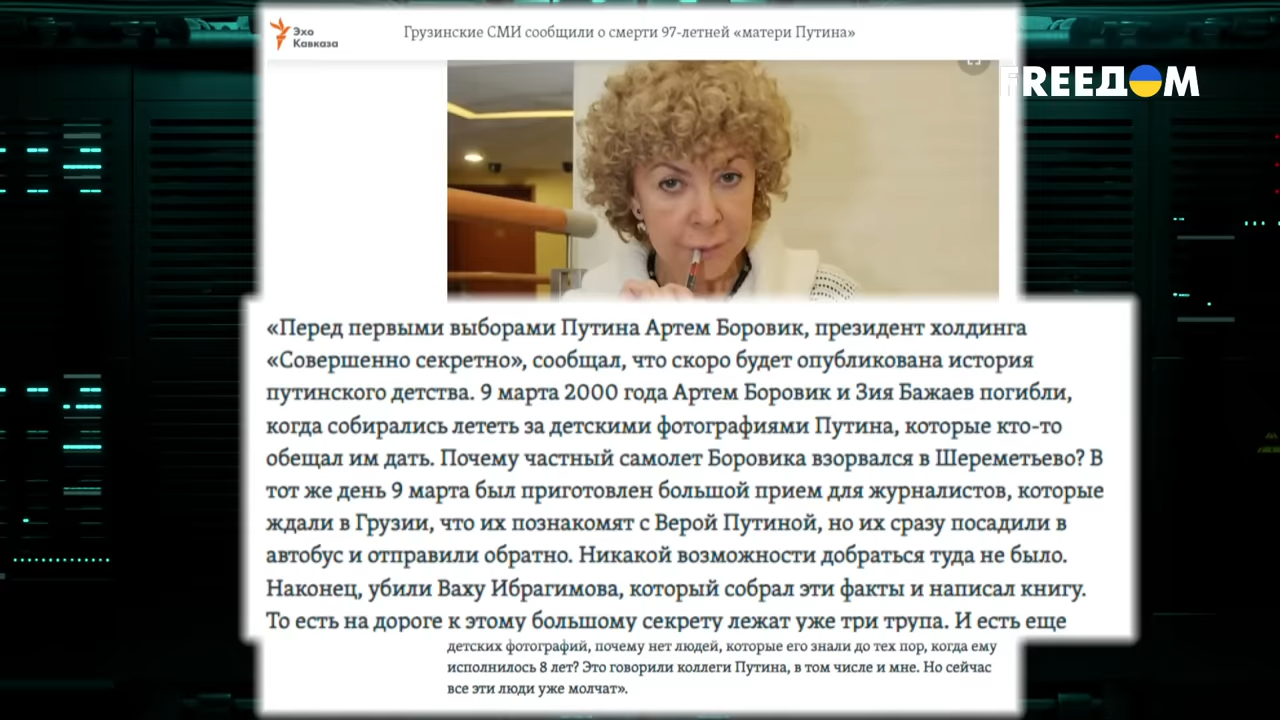 Эхо
Кавказа
Грузинские СМИ сообщили о смерти 97-летней «матери Путина»
FREEДОМ
«Перед первыми выборами Путина Артем Боровик, президент холдинга
«Совершенно секретно», сообщал, что скоро будет опубликована история
путинского детства. 9 марта 2000 года Артем Боровик и Зия Бажаев погибли,
когда собирались лететь за детскими фотографиями Путина, которые кто-то
обещал им дать. Почему частный самолет Боровика взорвался в Шереметьево? В
тот же день 9 марта был приготовлен большой прием для журналистов, которые
ждали в Грузии, что их познакомят с Верой Путиной, но их сразу посадили в
автобус и отправили обратно. Никакой возможности добраться туда не было.
Наконец, убили Ваху Ибрагимова, который собрал эти факты и написал книгу.
То есть на дороге к этому большому секрету лежат уже три трупа. И есть еще
детских фотографий, почему нет людей, которые его знали до тех пор, когда ему
исполнилось 8 лет? Это говорили коллеги Путина, в том числе и мне. Но сейчас
все эти люди уже молчат».